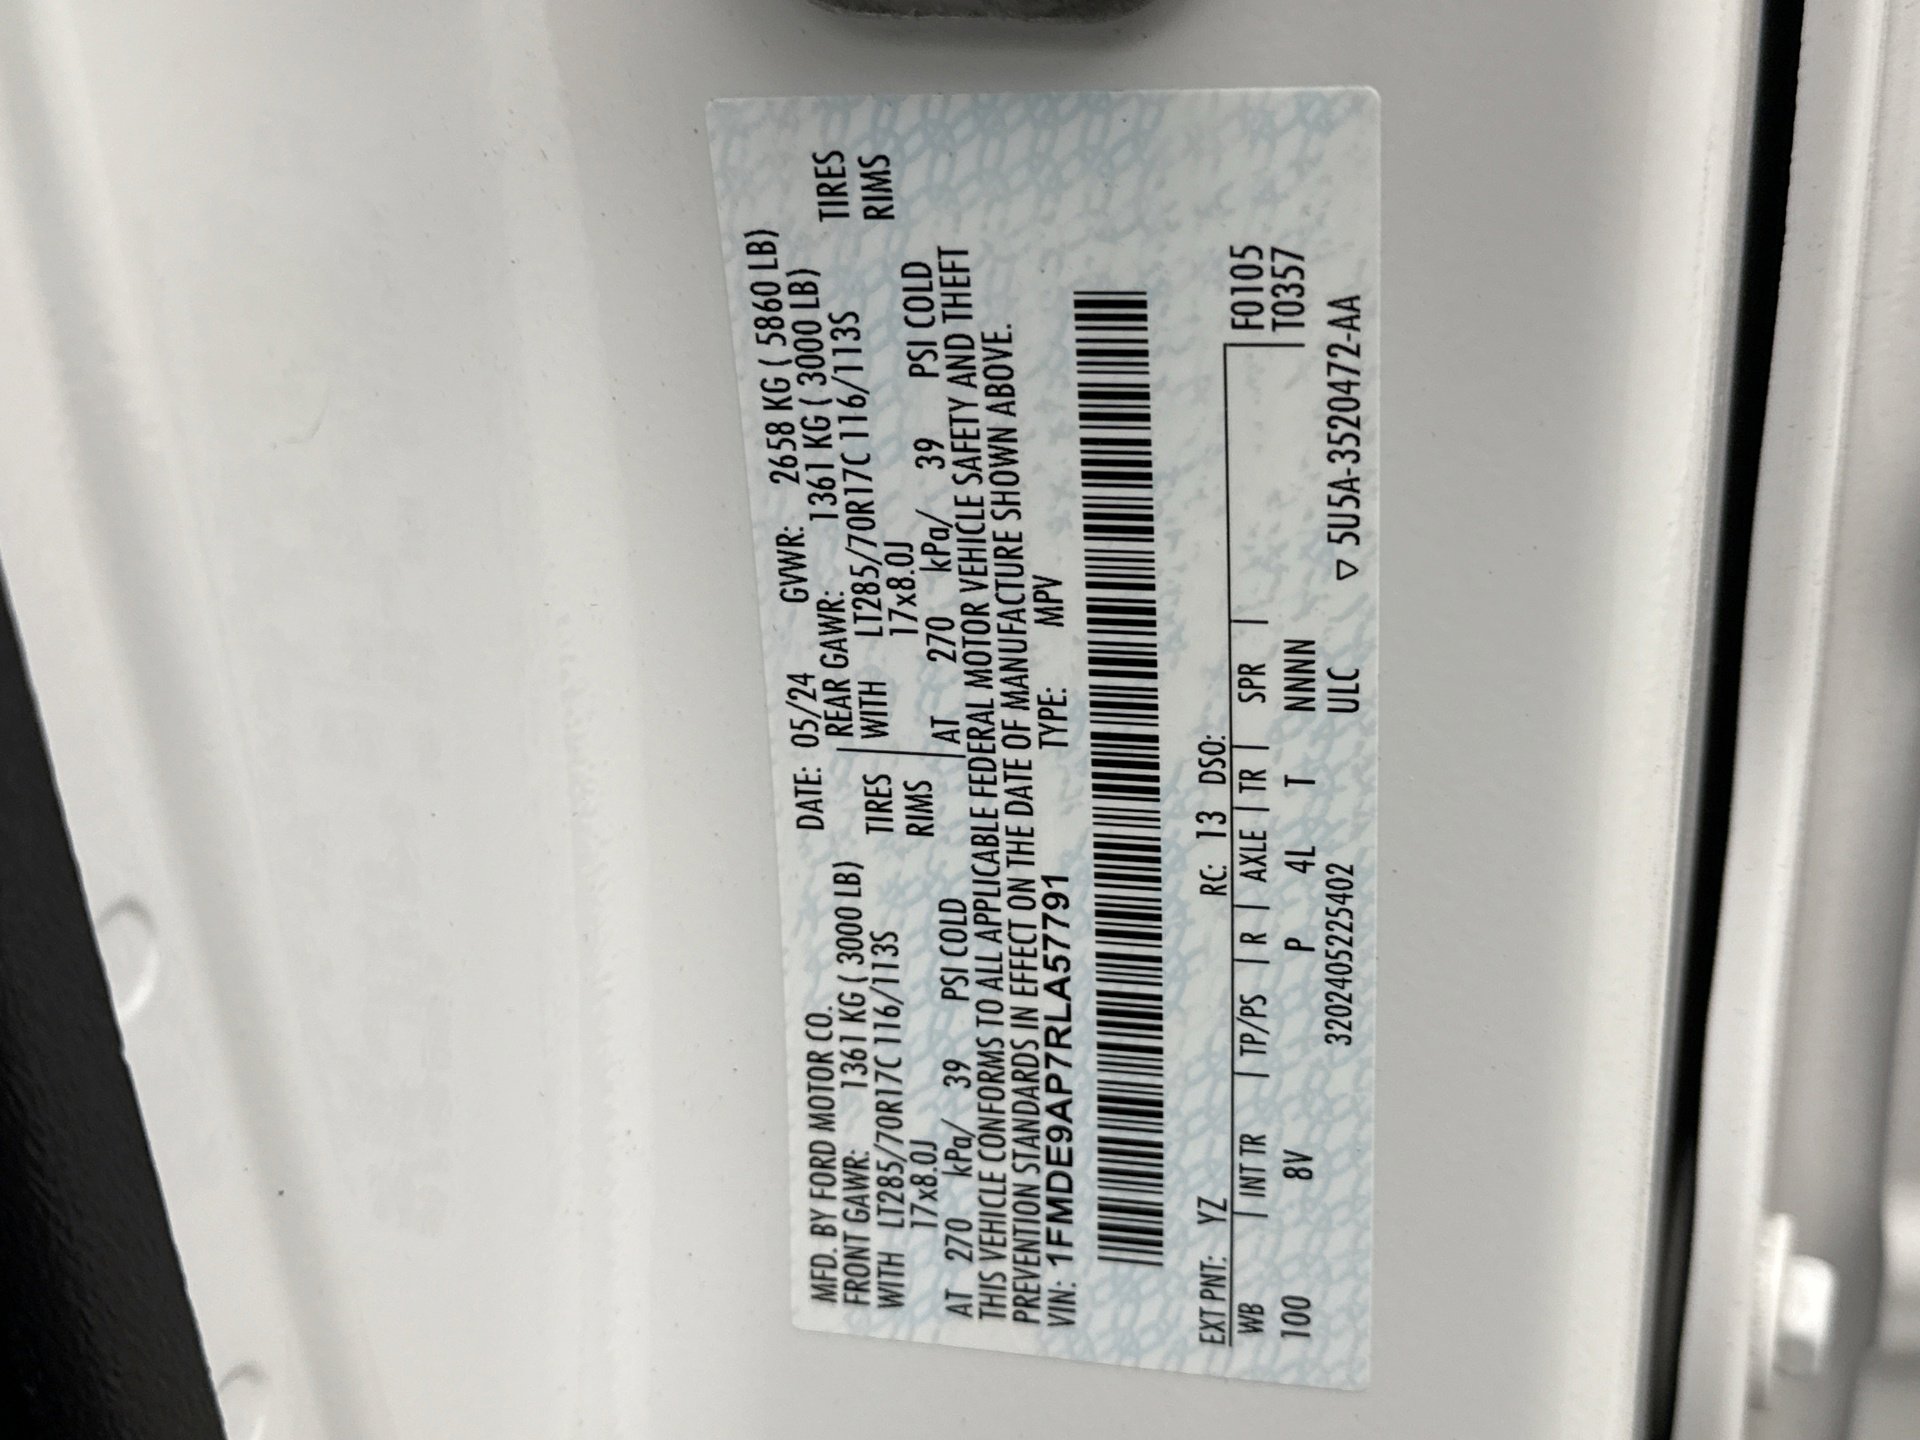 MFD. BY FORD MOTOR CO. DATE: 05/24 GVWR: 2658 KG ( 5860 LB)
FRONT GAWR: 1361 KG ( 3000 LB) REAR GAWR: 1361 KG ( 3000 LB)
WITH LT285/70R17C 116/113S TIRES WITH LT285/70R17C 116/113S TIRES
17x8.0J RIMS 17x8.0J RIMS
AT 270 kPa/ 39 PSI COLD AT 270 kPa/ 39 PSI COLD
THIS VEHICLE CONFORMS TO ALL APPLICABLE FEDERAL MOTOR VEHICLE SAFETY AND THEFT
PREVENTION STANDARDS IN EFFECT ON THE DATE OF MANUFACTURE SHOWN ABOVE.
VIN: 1FMDE9AP7RLA57791 TYPE: MPV
EXT PNT: YZ RC: 13 DSO: F0105
WB | INT TR | TP/PS | R | AXLE | TR | SPR | T0357
100 8V P 4L T NNNN
320240522S402 ULC ▽ 5U5A-3520472-AA